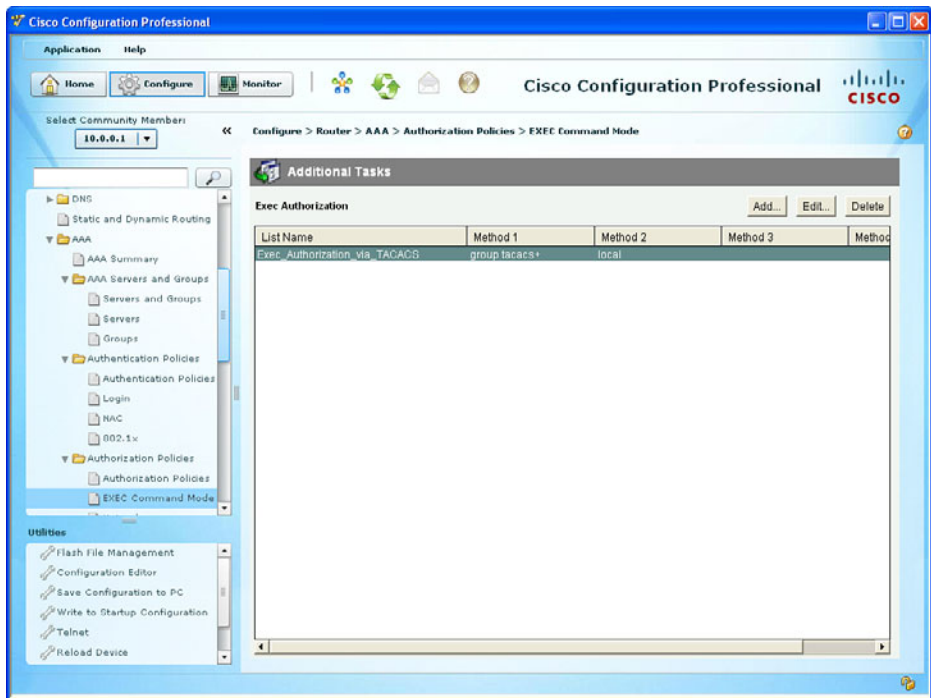 Cisco Configuration Professional
Application Help
Home Configure Monitor Cisco Configuration Professional CISCO
Select Community Member:
10.0.0.1
Configure > Router > AAA > Authorization Policies > EXEC Command Mode
Additional Tasks
DNS
Static and Dynamic Routing
AAA
AAA Summary
AAA Servers and Groups
Servers and Groups
Servers
Groups
Authentication Policies
Authentication Policies
Login
NAC
802.1x
Authorization Policies
Authorization Policies
EXEC Command Mode
Exec Authorization Add... Edit... Delete
List Name Method 1 Method 2 Method 3 Method
Exec_Authorization_via_TACACS group tacacs+ local
Utilities
Flash File Management
Configuration Editor
Save Configuration to PC
Write to Startup Configuration
Telnet
Reload Device